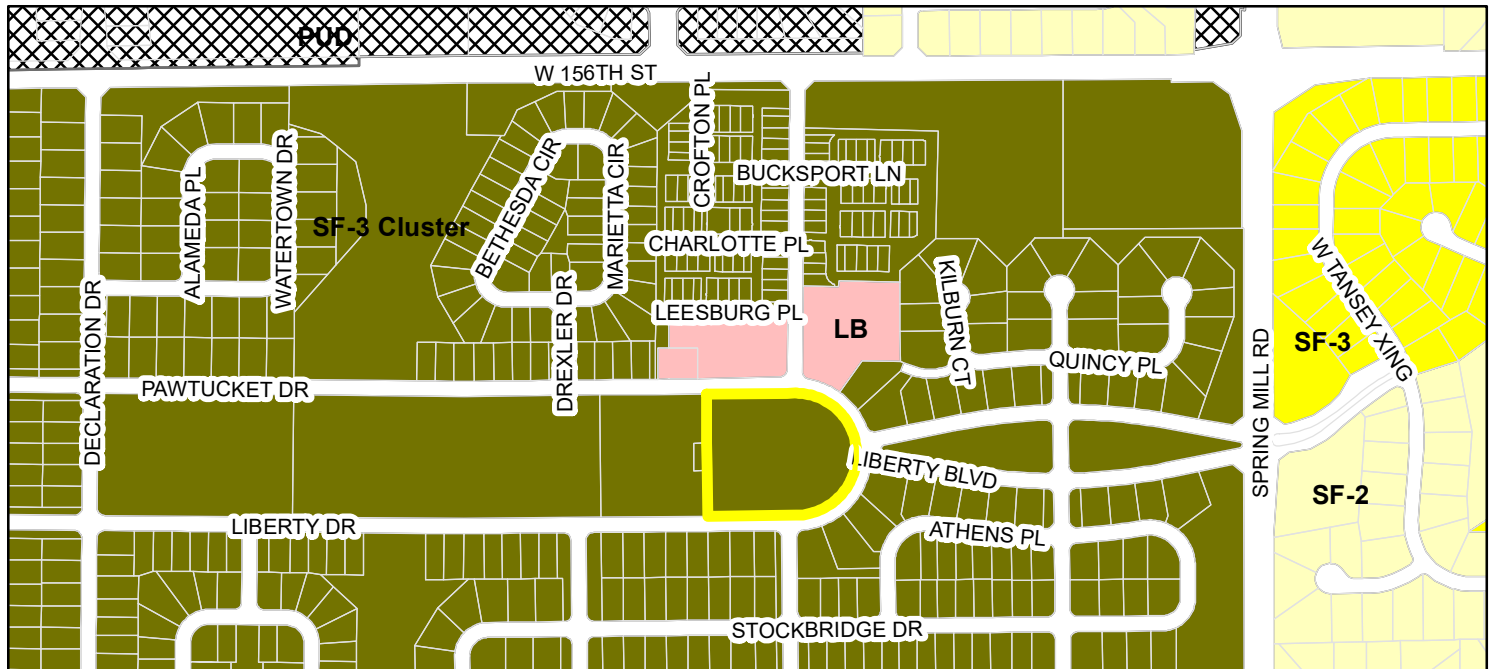 PUD
W 156TH ST
CROFTON PL
BUCKSPORT LN
ALAMEDA PL
WATERTOWN DR
SF-3 Cluster
BETHESDA CIR
MARIETTA CIR
CHARLOTTE PL
LEESBURG PL
LB
KILBURN CT
QUINCY PL
W TANSEY XING
SF-3
DECLARATION DR
PAWTUCKET DR
DREXLER DR
SPRING MILL RD
LIBERTY BLVD
SF-2
LIBERTY DR
ATHENS PL
STOCKBRIDGE DR